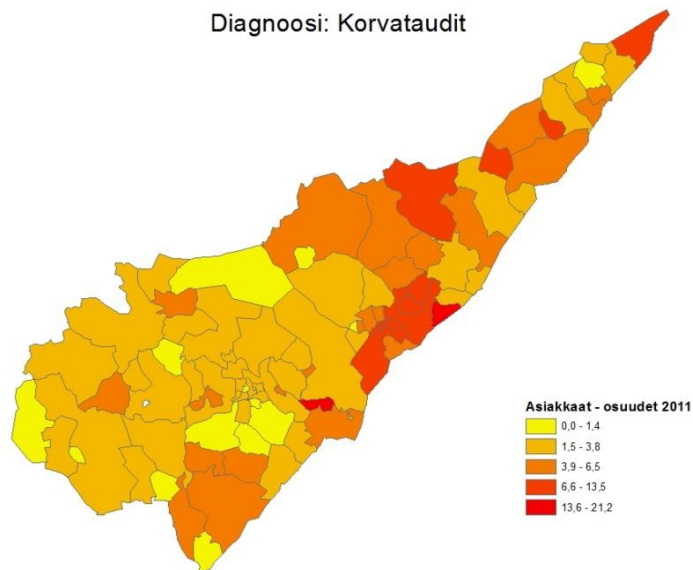 Diagnoosi: Korvataudit
Asiakkaat - osuudet 2011
0,0 - 1,4
1,5 - 3,8
3,9 - 6,5
6,6 - 13,5
13,6 - 21,2